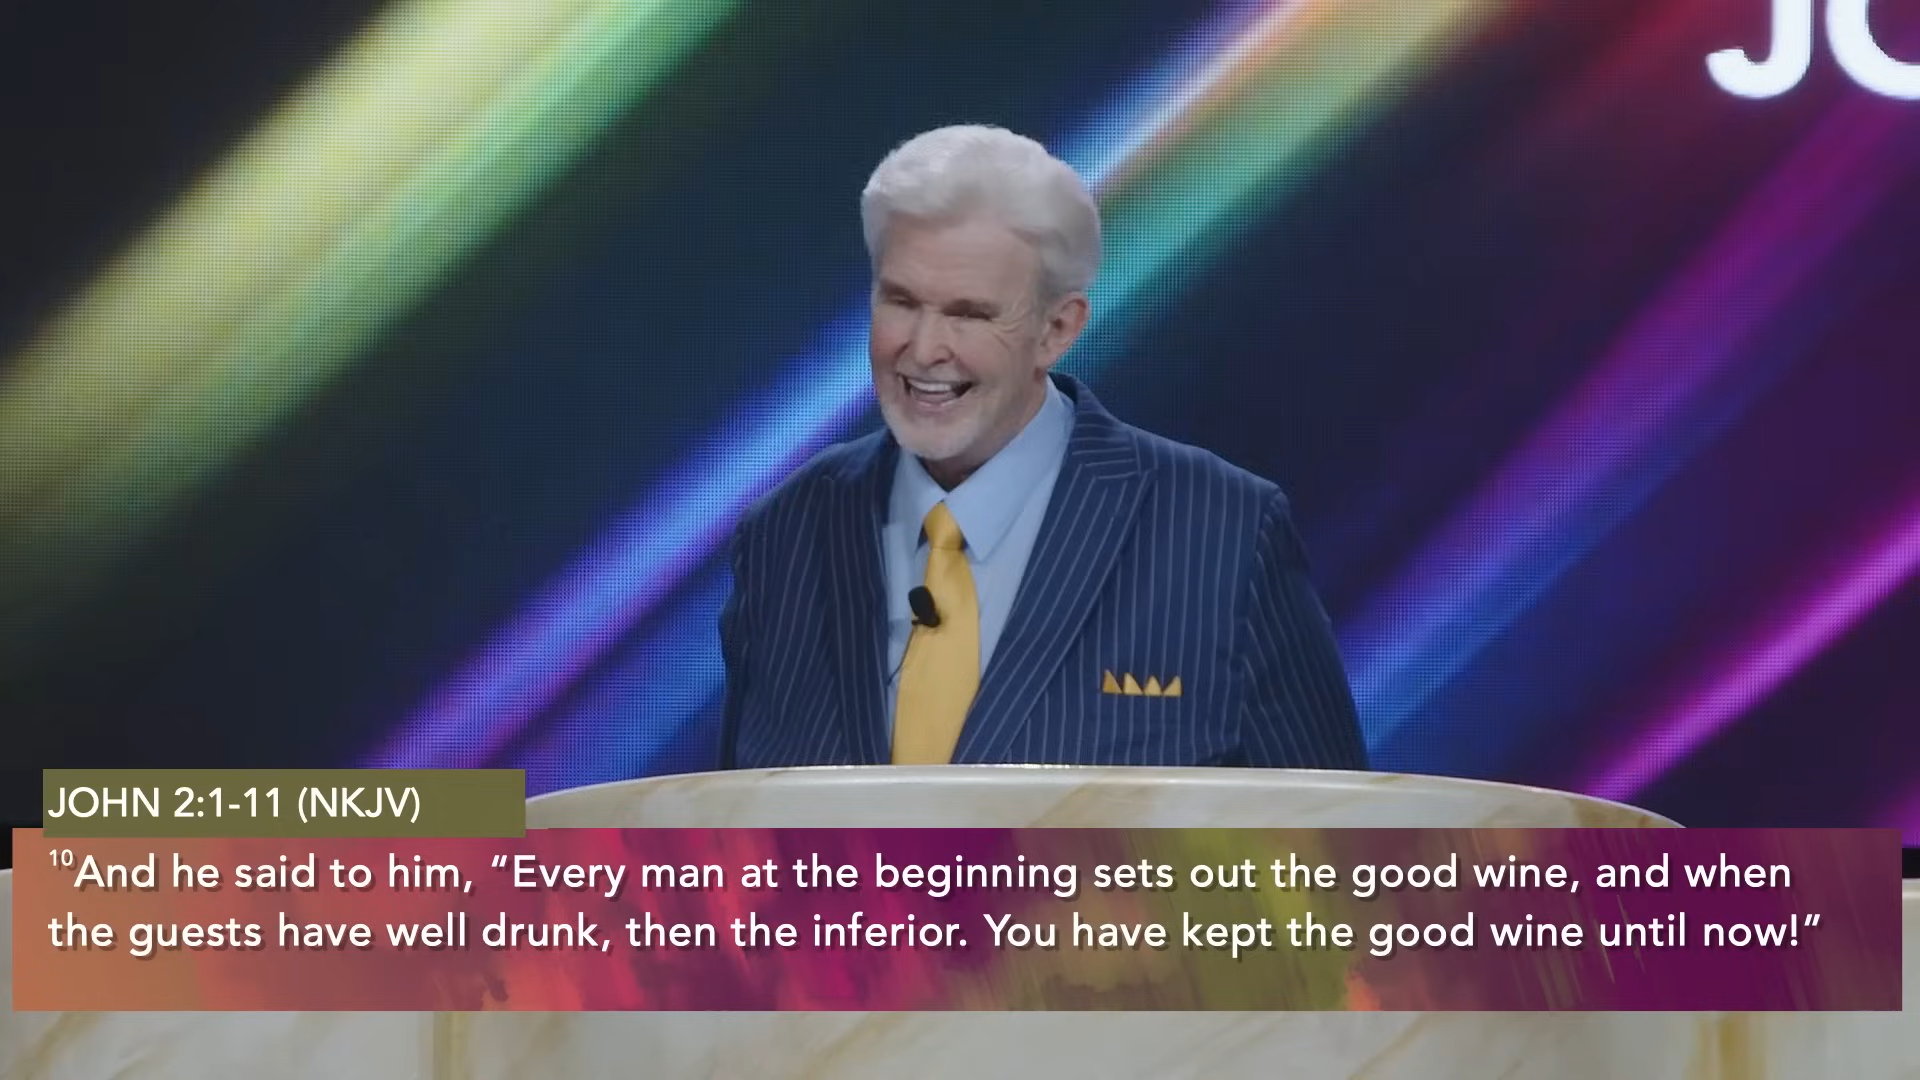 JO
JOHN 2:1-11 (NKJV)
10And he said to him, “Every man at the beginning sets out the good wine, and when
the guests have well drunk, then the inferior. You have kept the good wine until now!”